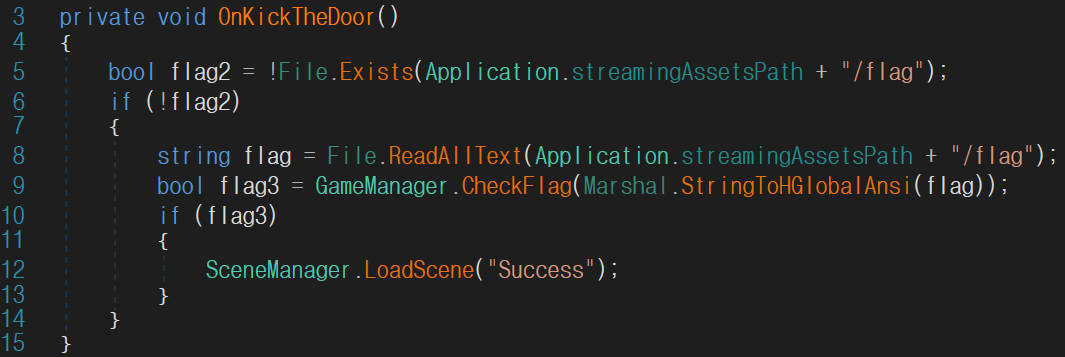 3 private void OnKickTheDoor()
4 {
5 bool flag2 = !File.Exists(Application.streamingAssetsPath + "/flag");
6 if (!flag2)
7 {
8 string flag = File.ReadAllText(Application.streamingAssetsPath + "/flag");
9 bool flag3 = GameManager.CheckFlag(Marshal.StringToHGlobalAnsi(flag));
10 if (flag3)
11 {
12 SceneManager.LoadScene("Success");
13 }
14 }
15 }